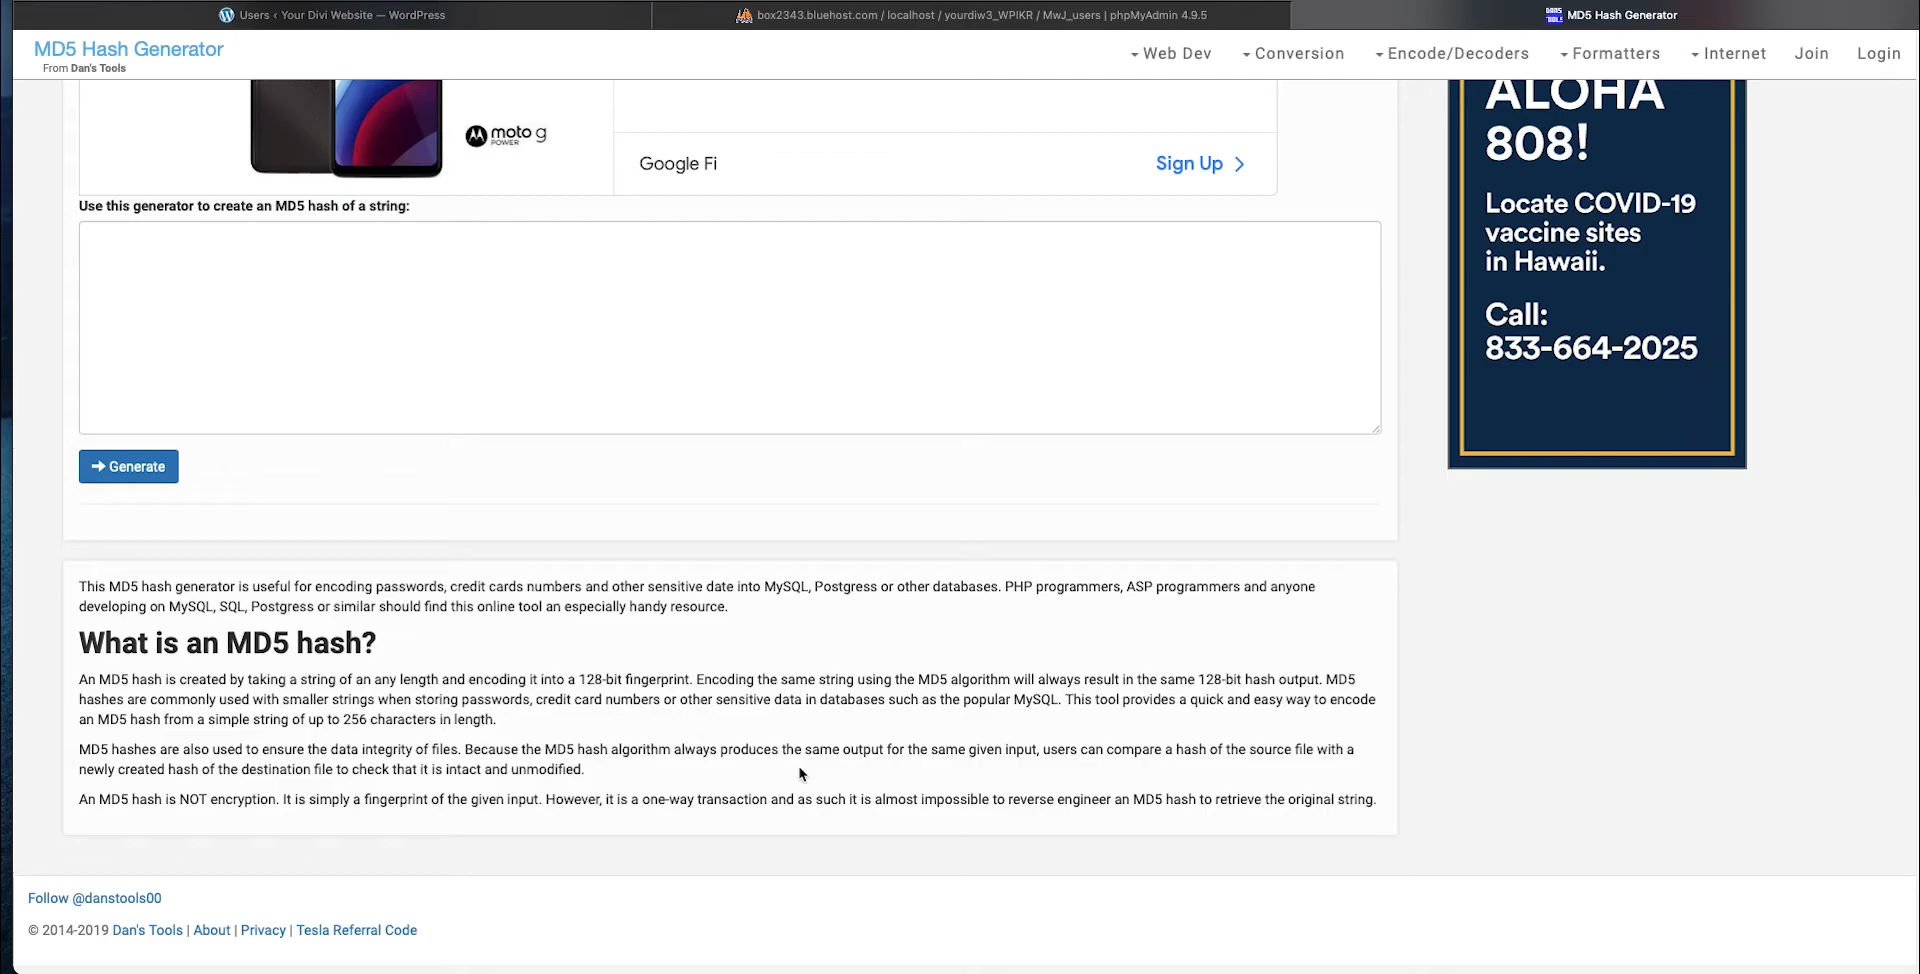 Users ‹ Your Divi Website — WordPress
box2343.bluehost.com / localhost / yourdiw3_WPIKR / MwJ_users | phpMyAdmin 4.9.5
DANS TOOLS
MD5 Hash Generator
MD5 Hash Generator
From Dan's Tools
Web Dev
Conversion
Encode/Decoders
Formatters
Internet
Join
Login
moto g
POWER
Google Fi
Sign Up
ALOHA
808!
Locate COVID-19
vaccine sites
in Hawaii.
Call:
833-664-2025
Use this generator to create an MD5 hash of a string:
Generate
This MD5 hash generator is useful for encoding passwords, credit cards numbers and other sensitive date into MySQL, Postgress or other databases. PHP programmers, ASP programmers and anyone
developing on MySQL, SQL, Postgress or similar should find this online tool an especially handy resource.
What is an MD5 hash?
An MD5 hash is created by taking a string of an any length and encoding it into a 128-bit fingerprint. Encoding the same string using the MD5 algorithm will always result in the same 128-bit hash output. MD5
hashes are commonly used with smaller strings when storing passwords, credit card numbers or other sensitive data in databases such as the popular MySQL. This tool provides a quick and easy way to encode
an MD5 hash from a simple string of up to 256 characters in length.
MD5 hashes are also used to ensure the data integrity of files. Because the MD5 hash algorithm always produces the same output for the same given input, users can compare a hash of the source file with a
newly created hash of the destination file to check that it is intact and unmodified.
An MD5 hash is NOT encryption. It is simply a fingerprint of the given input. However, it is a one-way transaction and as such it is almost impossible to reverse engineer an MD5 hash to retrieve the original string.
Follow @danstools00
© 2014-2019 Dan's Tools | About | Privacy | Tesla Referral Code